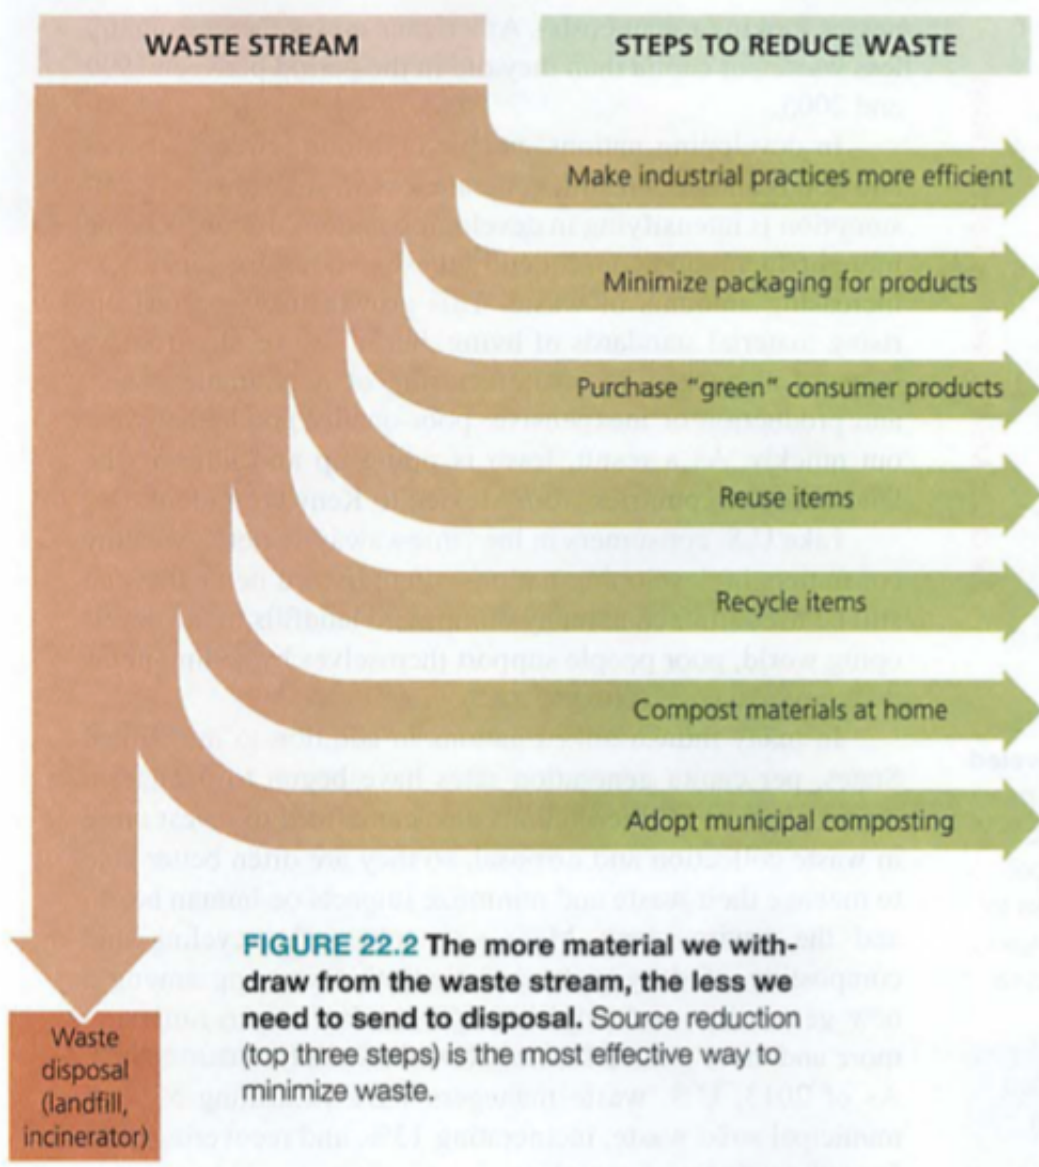 WASTE STREAM
STEPS TO REDUCE WASTE
Make industrial practices more efficient
Minimize packaging for products
Purchase “green” consumer products
Reuse items
Recycle items
Compost materials at home
Adopt municipal composting
FIGURE 22.2 The more material we with-
draw from the waste stream, the less we
need to send to disposal. Source reduction
(top three steps) is the most effective way to
minimize waste.
Waste
disposal
(landfill,
incinerator)